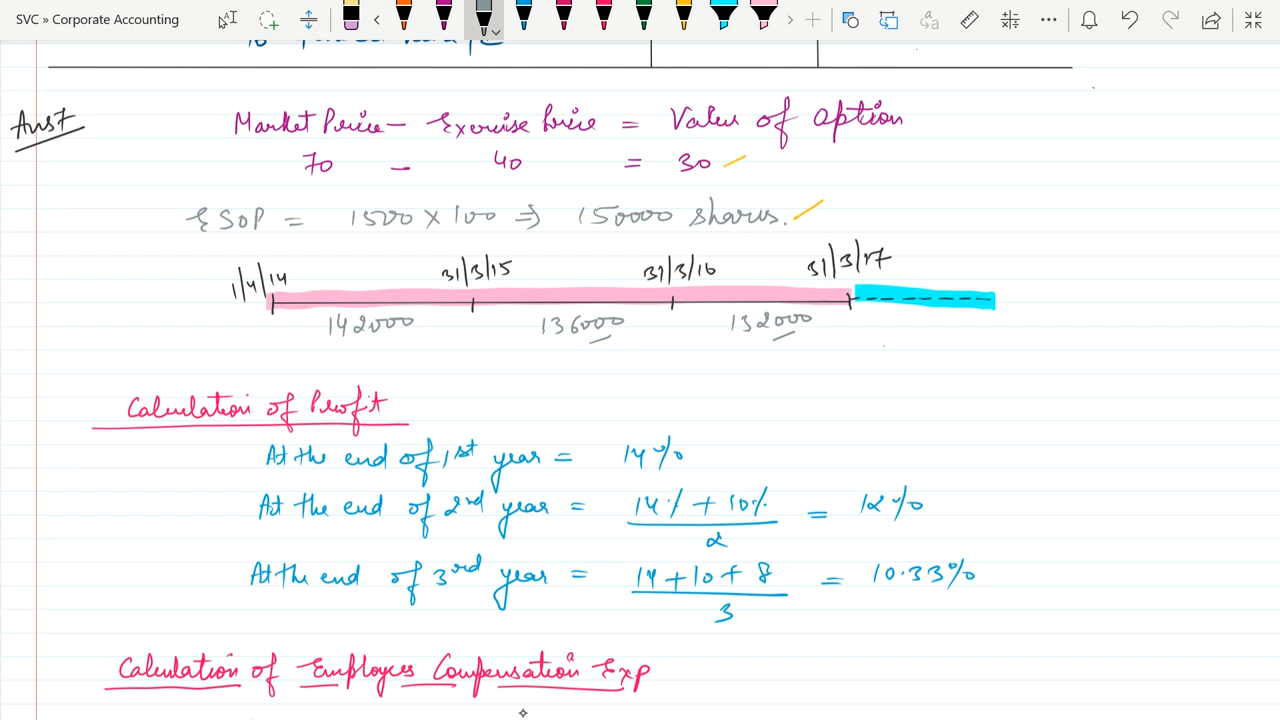 SVC » Corporate Accounting
Ans7
Market Price – Exercise Price = Value of option
70 – 40 = 30
ESOP = 1500 × 100 ⇒ 150000 shares.
1/4/14 31/3/15 31/3/16 31/3/17
142000 136000 132000
Calculation of Profit
At the end of 1st year = 14%
At the end of 2nd year = 14% + 10% = 12%
2
At the end of 3rd year = 14 + 10 + 8 = 10.33%
3
Calculation of Employees Compensation Exp